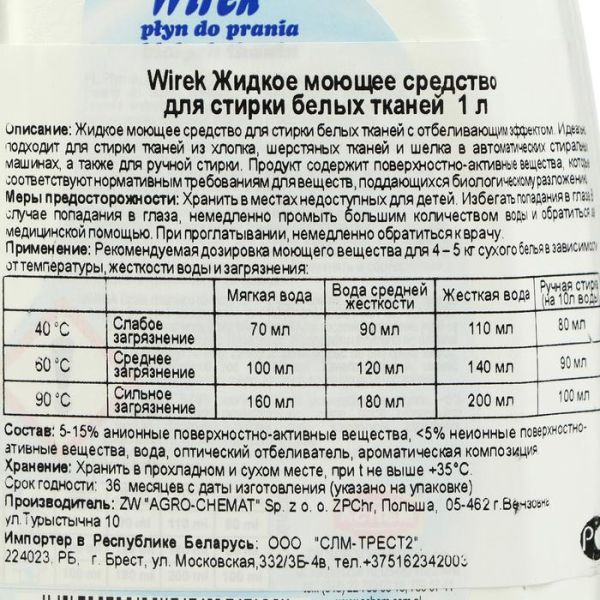 Wirek
płyn do prania
Wirek Жидкое моющее средство
для стирки белых тканей 1 л
Описание: Жидкое моющее средство для стирки белых тканей с отбеливающим эффектом. Идеаль
подходит для стирки тканей из хлопка, шерстяных тканей и шелка в автоматических стираль
машинах, а также для ручной стирки. Продукт содержит поверхностно-активные вещества, котор
соответствуют нормативным требованиям для веществ, поддающихся биологическому разложению.
Меры предосторожности: Хранить в местах недоступных для детей. Избегать попадания в глаза. В
случае попадания в глаза, немедленно промыть большим количеством воды и обратиться за
медицинской помощью. При проглатывании, немедленно обратиться к врачу.
Применение: Рекомендуемая дозировка моющего вещества для 4 – 5 кг сухого белья в зависимости
от температуры, жесткости воды и загрязнения:
Мягкая вода Вода средней жесткости Жесткая вода Ручная стирк (на 10л воды)
40 °C Слабое загрязнение 70 мл 90 мл 110 мл 80 мл
60 °C Среднее загрязнение 100 мл 120 мл 140 мл 90 мл
90 °C Сильное загрязнение 160 мл 180 мл 200 мл 100 мл
Состав: 5-15% анионные поверхностно-активные вещества, <5% неионные поверхностно-
ативные вещества, вода, оптический отбеливатель, ароматическая композиция
Хранение: Хранить в прохладном и сухом месте, при t не выше +35°C.
Срок годности: 36 месяцев с даты изготовления (указано на упаковке)
Производитель: ZW "AGRO-CHEMAT" Sp. z o. o. ZPChr, Польша, 05-462 г. Вензовна
ул.Турыстычна 10
Импортер в Республике Беларусь: ООО "СЛМ-ТРЕСТ2",
224023, РБ, г. Брест, ул. Московская,332/3Б-4в, тел.+375162342003